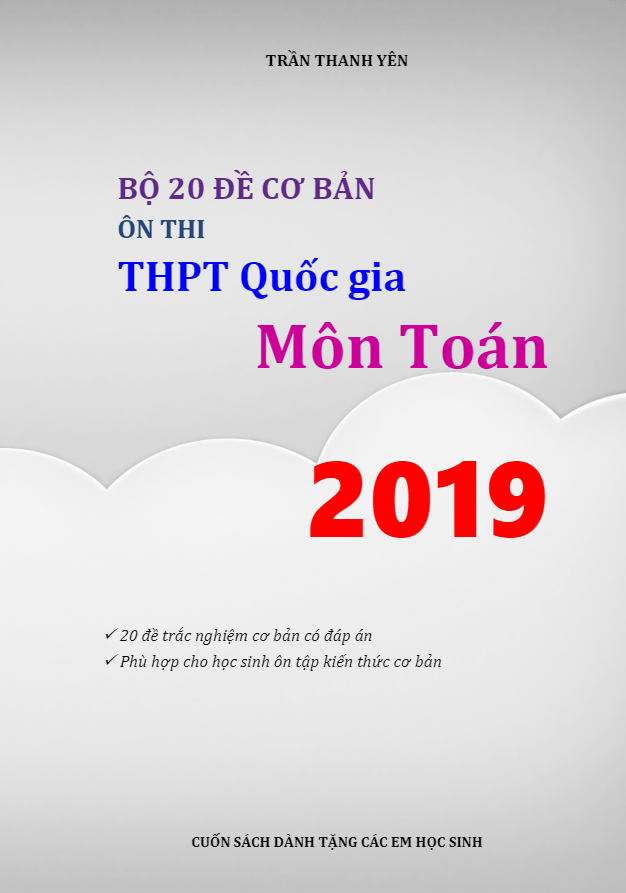 TRẦN THANH YÊN
BỘ 20 ĐỀ CƠ BẢN
ÔN THI
THPT Quốc gia
Môn Toán
2019
✓ 20 đề trắc nghiệm cơ bản có đáp án
✓ Phù hợp cho học sinh ôn tập kiến thức cơ bản
CUỐN SÁCH DÀNH TẶNG CÁC EM HỌC SINH